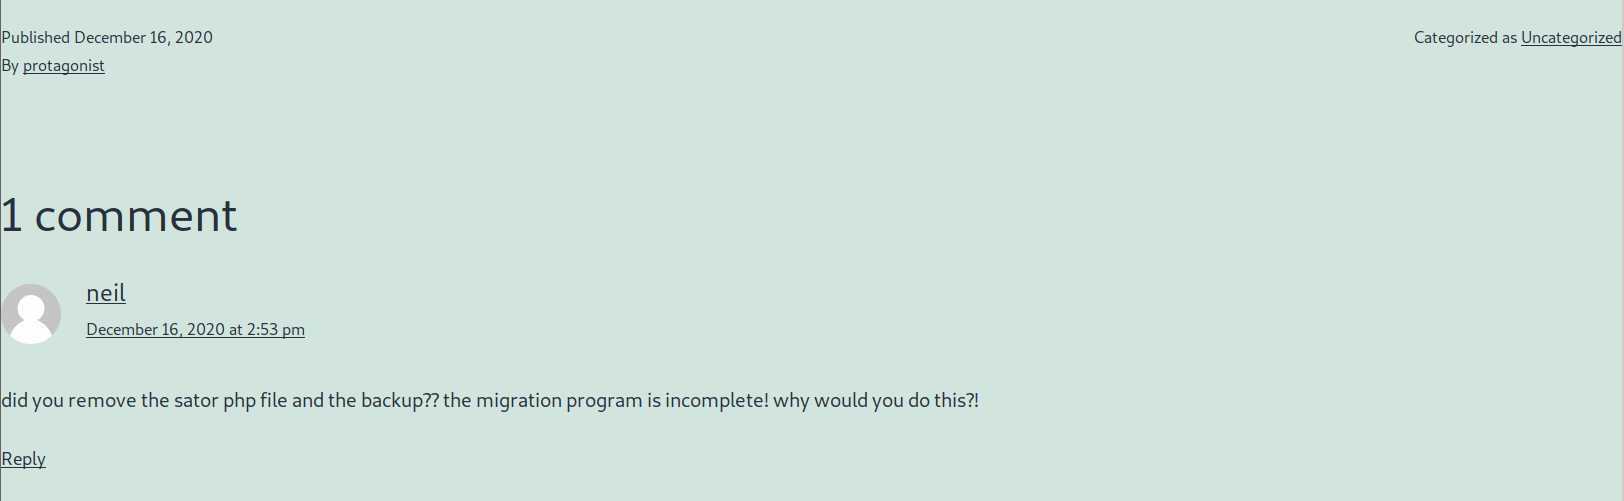 Published December 16, 2020
Categorized as Uncategorized
By protagonist
1 comment
neil
December 16, 2020 at 2:53 pm
did you remove the sator php file and the backup?? the migration program is incomplete! why would you do this?!
Reply